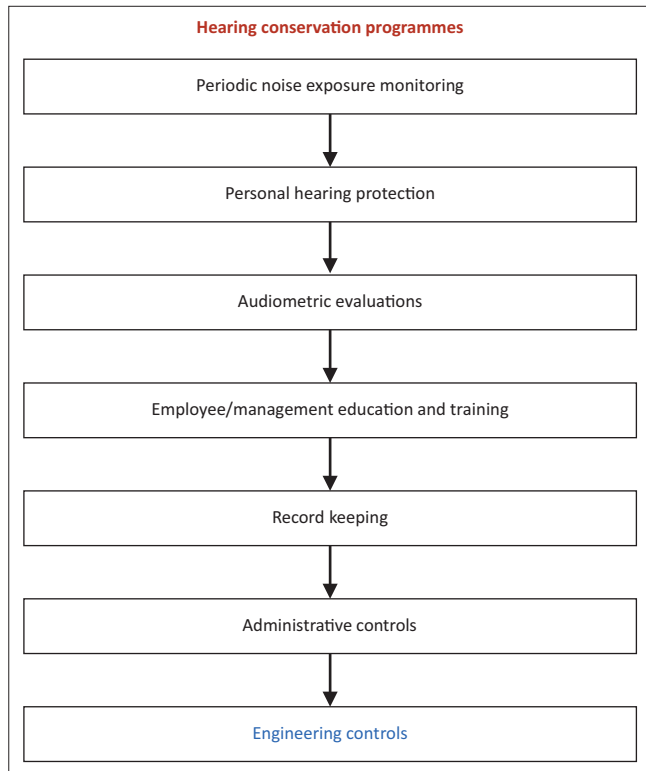 Hearing conservation programmes
Periodic noise exposure monitoring
Personal hearing protection
Audiometric evaluations
Employee/management education and training
Record keeping
Administrative controls
Engineering controls